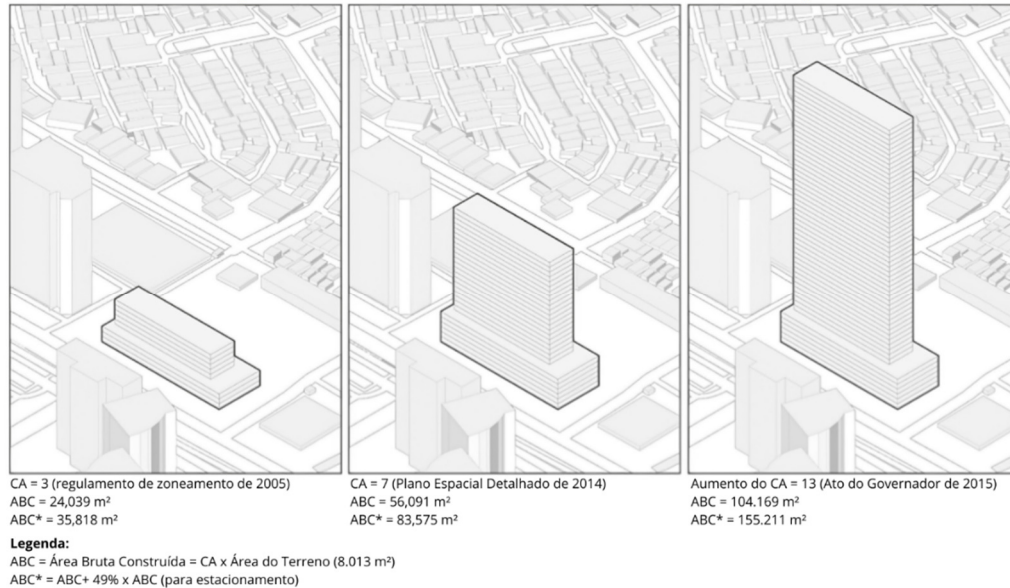 CA = 3 (regulamento de zoneamento de 2005)
ABC = 24,039 m²
ABC* = 35,818 m²
CA = 7 (Plano Espacial Detalhado de 2014)
ABC = 56,091 m²
ABC* = 83,575 m²
Aumento do CA = 13 (Ato do Governador de 2015)
ABC = 104.169 m²
ABC* = 155.211 m²
Legenda:
ABC = Área Bruta Construída = CA x Área do Terreno (8.013 m²)
ABC* = ABC+ 49% x ABC (para estacionamento)